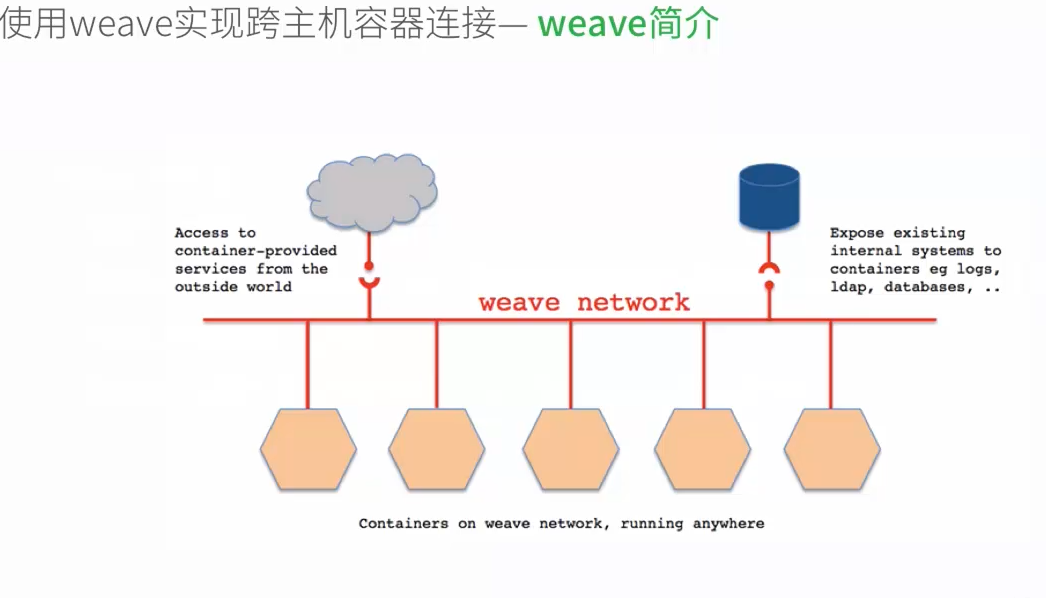 使用weave实现跨主机容器连接— weave简介
Access to
container-provided
services from the
outside world
Expose existing
internal systems to
containers eg logs,
ldap, databases, ..
weave network
Containers on weave network, running anywhere